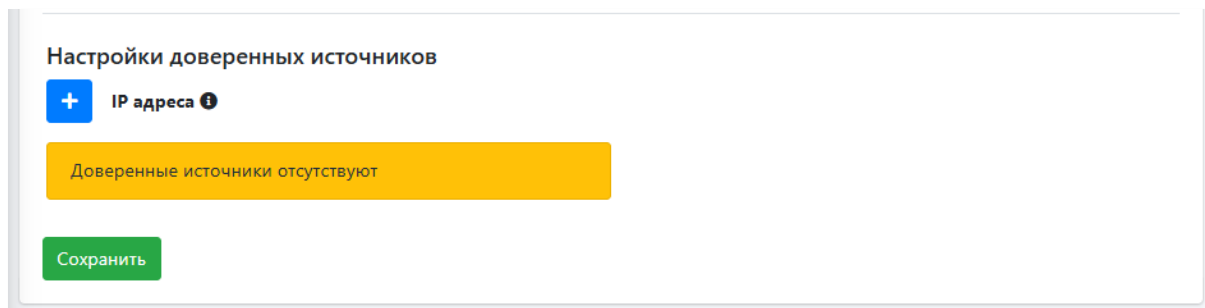 Настройки доверенных источников
+ IP адреса
Доверенные источники отсутствуют
Сохранить